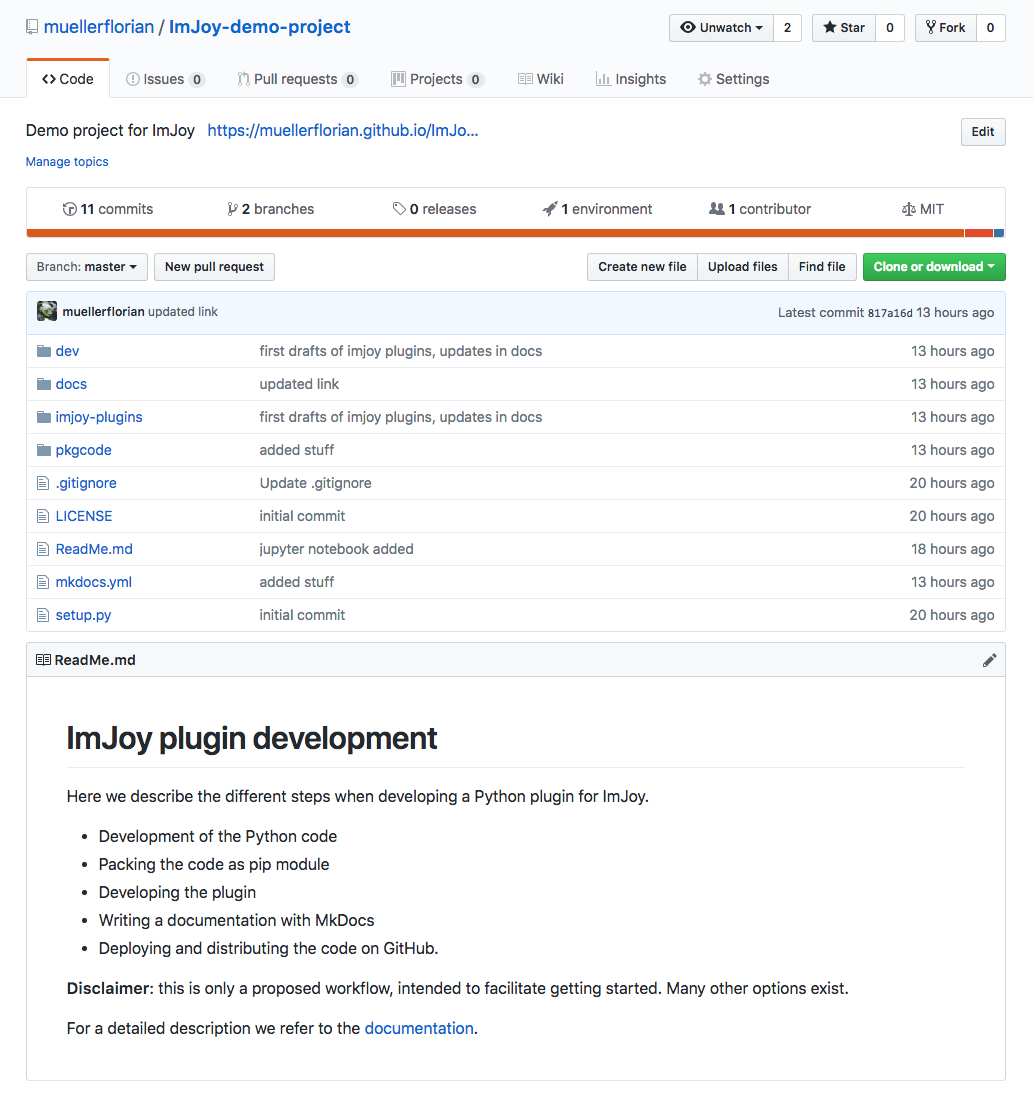 muellerflorian / ImJoy-demo-project Unwatch 2 Star 0 Fork 0
Code Issues 0 Pull requests 0 Projects 0 Wiki Insights Settings
Demo project for ImJoy https://muellerflorian.github.io/ImJo... Edit
Manage topics
11 commits 2 branches 0 releases 1 environment 1 contributor MIT
Branch: master New pull request Create new file Upload files Find file Clone or download
muellerflorian updated link Latest commit 817a16d 13 hours ago
dev first drafts of imjoy plugins, updates in docs 13 hours ago
docs updated link 13 hours ago
imjoy-plugins first drafts of imjoy plugins, updates in docs 13 hours ago
pkgcode added stuff 13 hours ago
.gitignore Update .gitignore 20 hours ago
LICENSE initial commit 20 hours ago
ReadMe.md jupyter notebook added 18 hours ago
mkdocs.yml added stuff 13 hours ago
setup.py initial commit 20 hours ago
ReadMe.md
ImJoy plugin development
Here we describe the different steps when developing a Python plugin for ImJoy.
• Development of the Python code
• Packing the code as pip module
• Developing the plugin
• Writing a documentation with MkDocs
• Deploying and distributing the code on GitHub.
Disclaimer: this is only a proposed workflow, intended to facilitate getting started. Many other options exist.
For a detailed description we refer to the documentation.